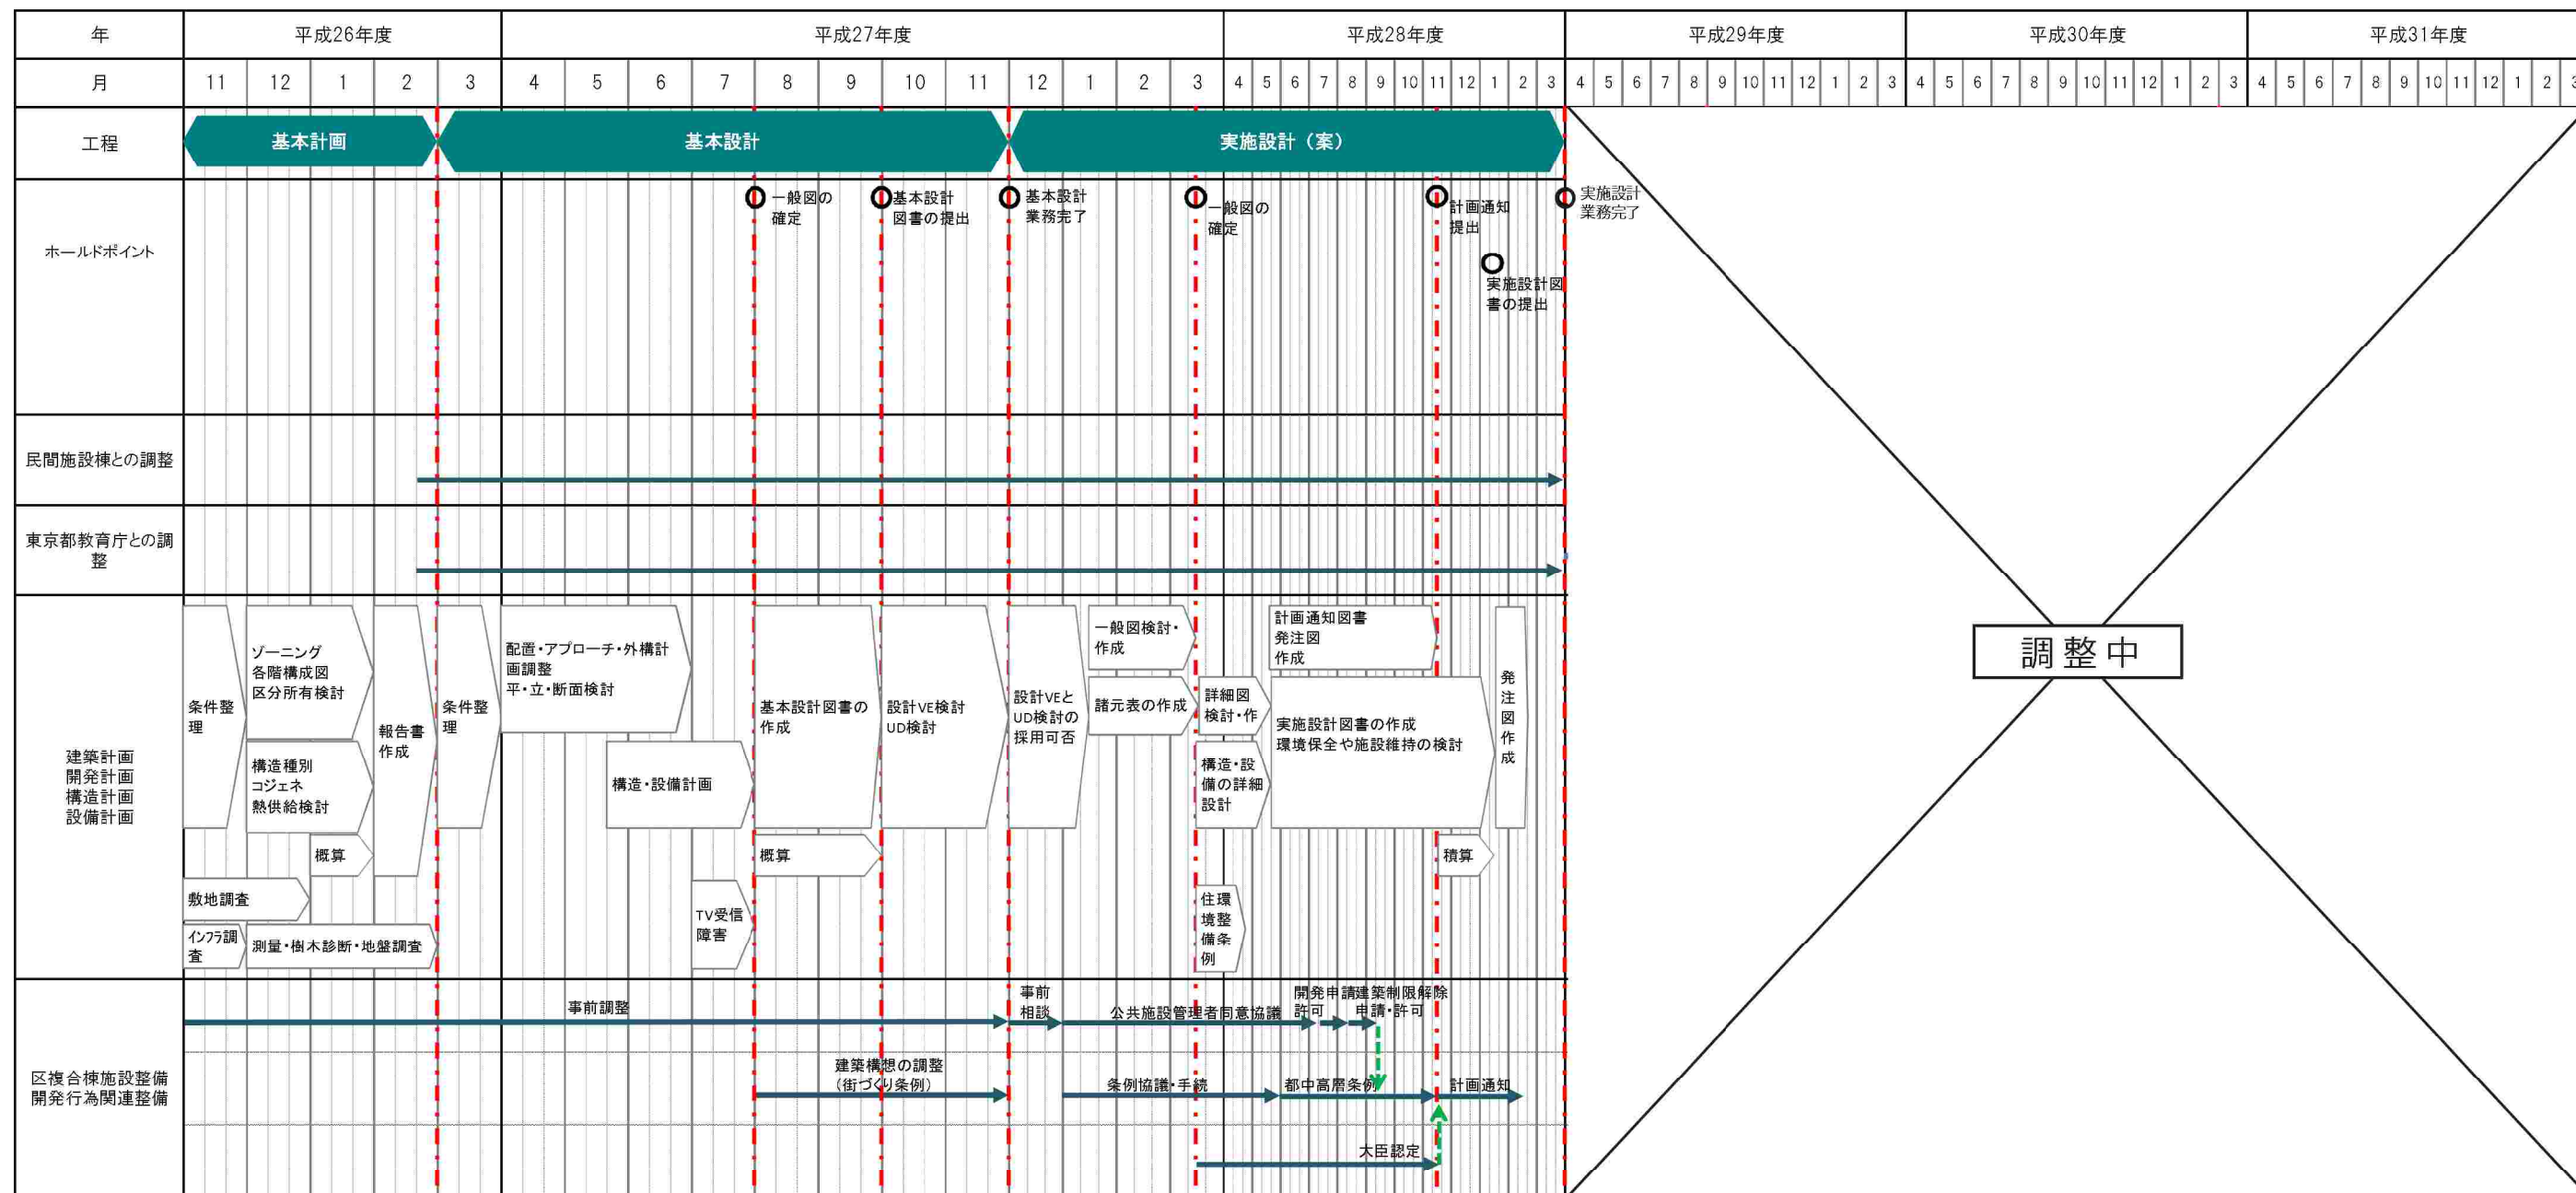 年
平成26年度
平成27年度
平成28年度
平成29年度
平成30年度
平成31年度
月
11 12 1 2 3 4 5 6 7 8 9 10 11 12 1 2 3 4 5 6 7 8 9 10 11 12 1 2 3 4 5 6 7 8 9 10 11 12 1 2 3 4 5 6 7 8 9 10 11 12 1 2 3 4 5 6 7 8 9 10 11 12 1 2 3
工程
基本計画
基本設計
実施設計（案）
ホールドポイント
一般図の
確定
基本設計
図書の提出
基本設計
業務完了
一般図の
確定
計画通知
提出
実施設計図
書の提出
実施設計
業務完了
民間施設棟との調整
東京都教育庁との調
整
建築計画
開発計画
構造計画
設備計画
条件整
理
ゾーニング
各階構成図
区分所有検討
構造種別
コジェネ
熱供給検討
概算
報告書
作成
敷地調査
インフラ調
査
測量・樹木診断・地盤調査
条件整
理
配置・アプローチ・外構計
画調整
平・立・断面検討
構造・設備計画
TV受信
障害
基本設計図書の
作成
概算
設計VE検討
UD検討
設計VEと
UD検討の
採用可否
一般図検討・
作成
諸元表の作成
詳細図
検討・作
構造・設
備の詳細
設計
住環
境整
備条
例
計画通知図書
発注図
作成
実施設計図書の作成
環境保全や施設維持の検討
積算
発
注
図
作
成
調整中
区複合棟施設整備
開発行為関連整備
事前調整
事前
相談
公共施設管理者同意協議
開発申請
許可
建築制限解除
申請・許可
建築構想の調整
（街づくり条例）
条例協議・手続
都中高層条例
計画通知
大臣認定